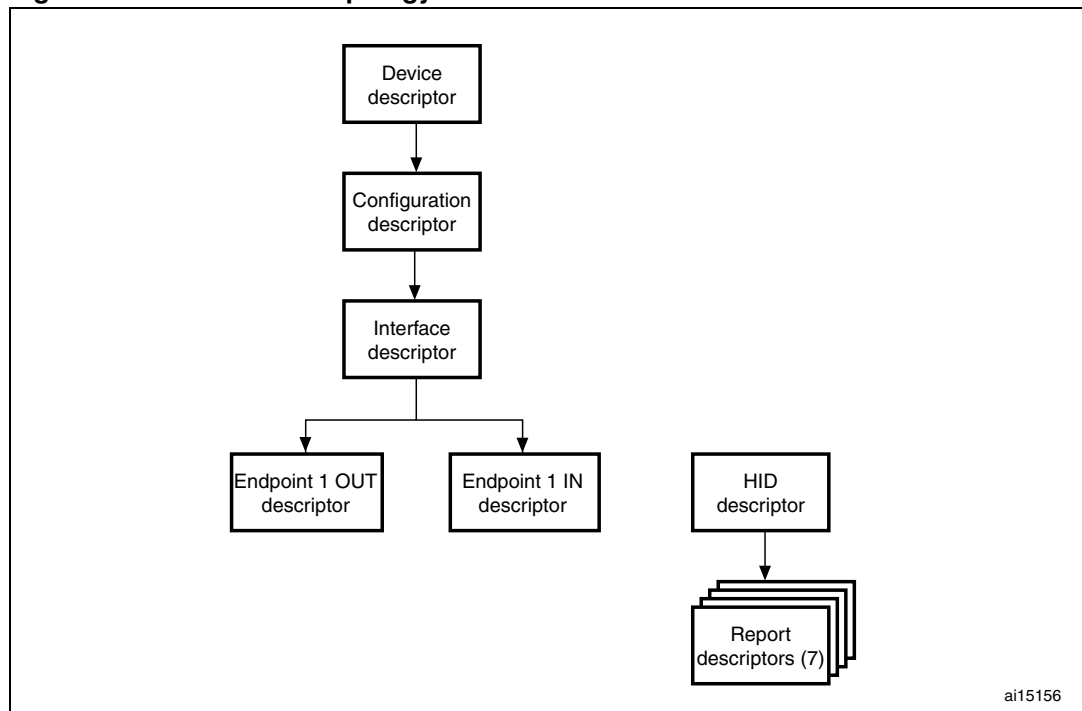 Device
descriptor
Configuration
descriptor
Interface
descriptor
Endpoint 1 OUT
descriptor
Endpoint 1 IN
descriptor
HID
descriptor
Report
descriptors (7)
ai15156